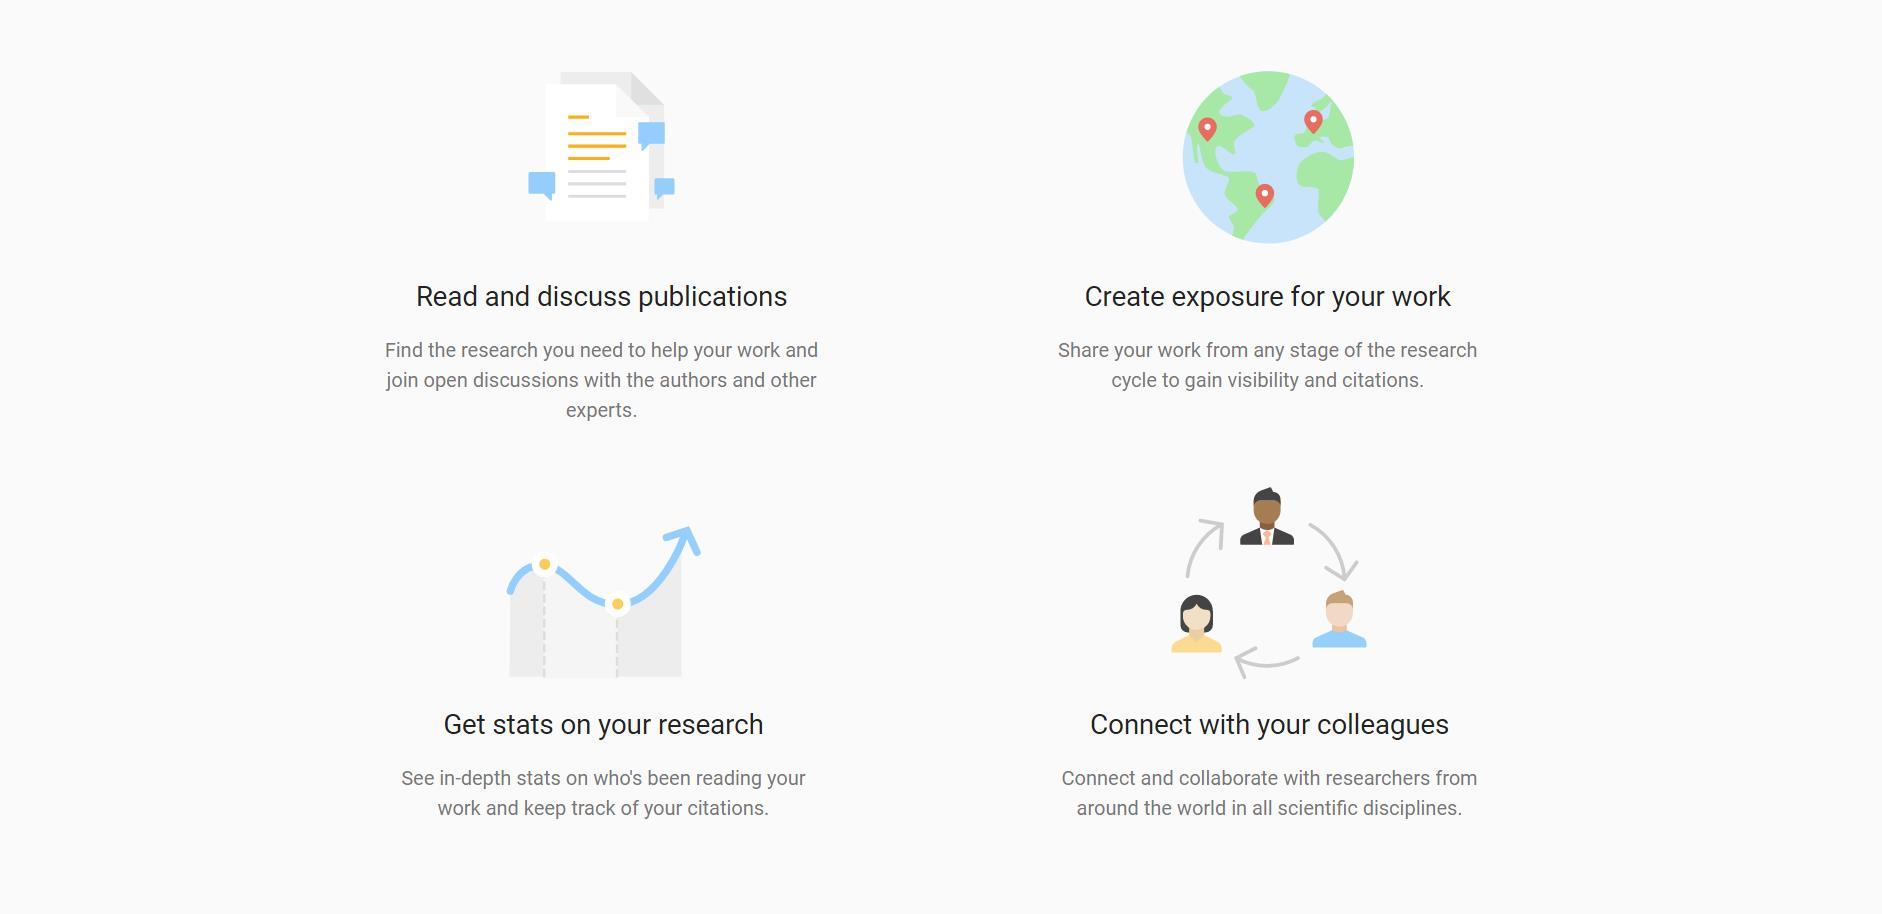 Read and discuss publications
Find the research you need to help your work and
join open discussions with the authors and other
experts.
Create exposure for your work
Share your work from any stage of the research
cycle to gain visibility and citations.
Get stats on your research
See in-depth stats on who's been reading your
work and keep track of your citations.
Connect with your colleagues
Connect and collaborate with researchers from
around the world in all scientific disciplines.